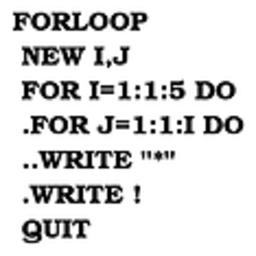 FORLOOP
NEW I,J
FOR I=1:1:5 DO
.FOR J=1:1:I DO
..WRITE "*"
.WRITE !
QUIT